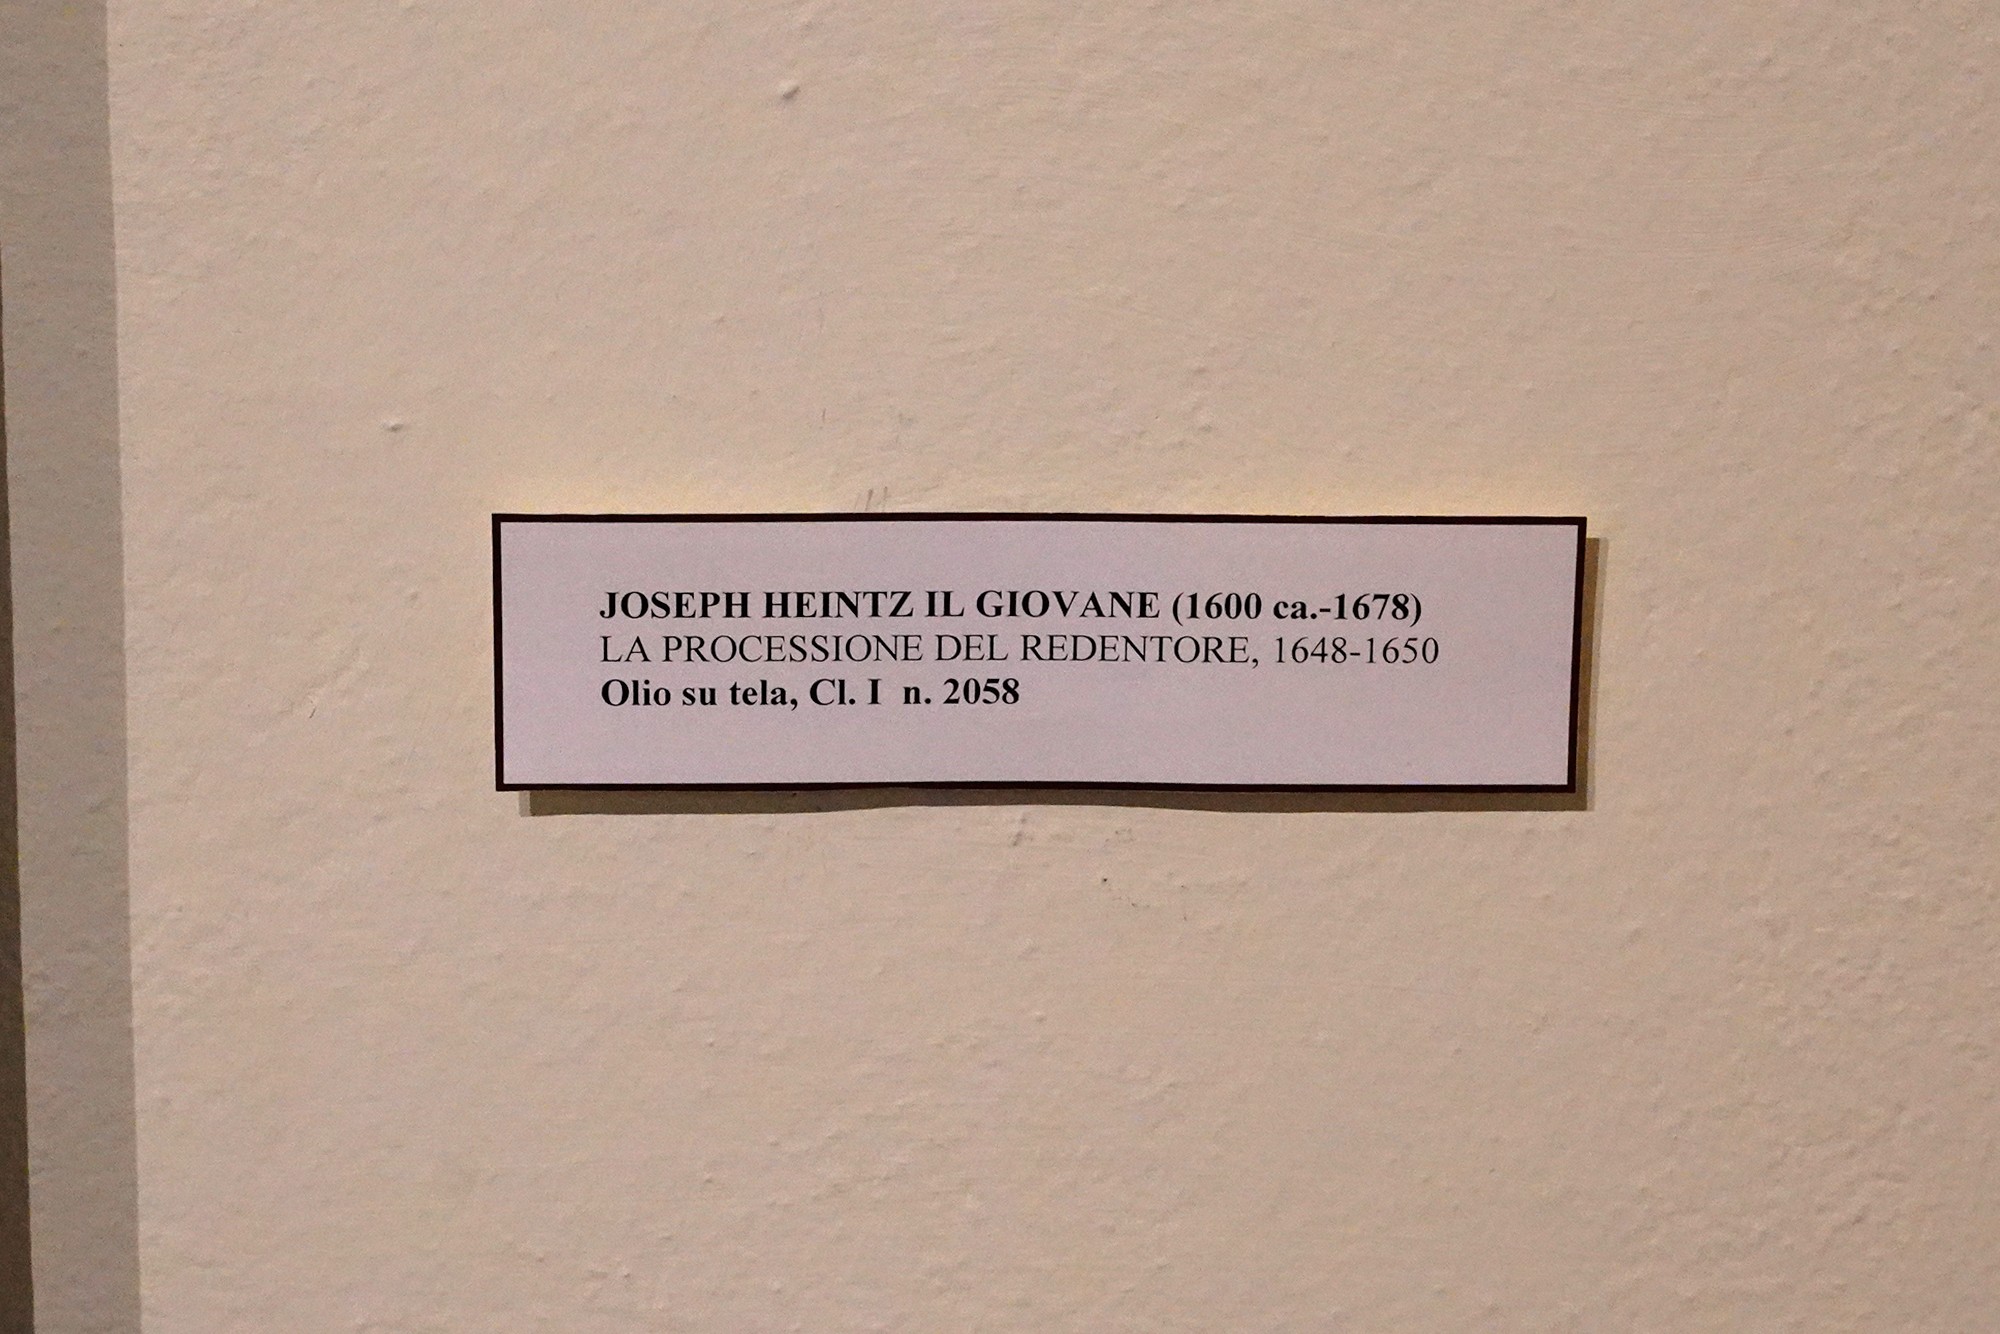 JOSEPH HEINTZ IL GIOVANE (1600 ca.-1678)
LA PROCESSIONE DEL REDENTORE, 1648-1650
Olio su tela, Cl. I  n. 2058